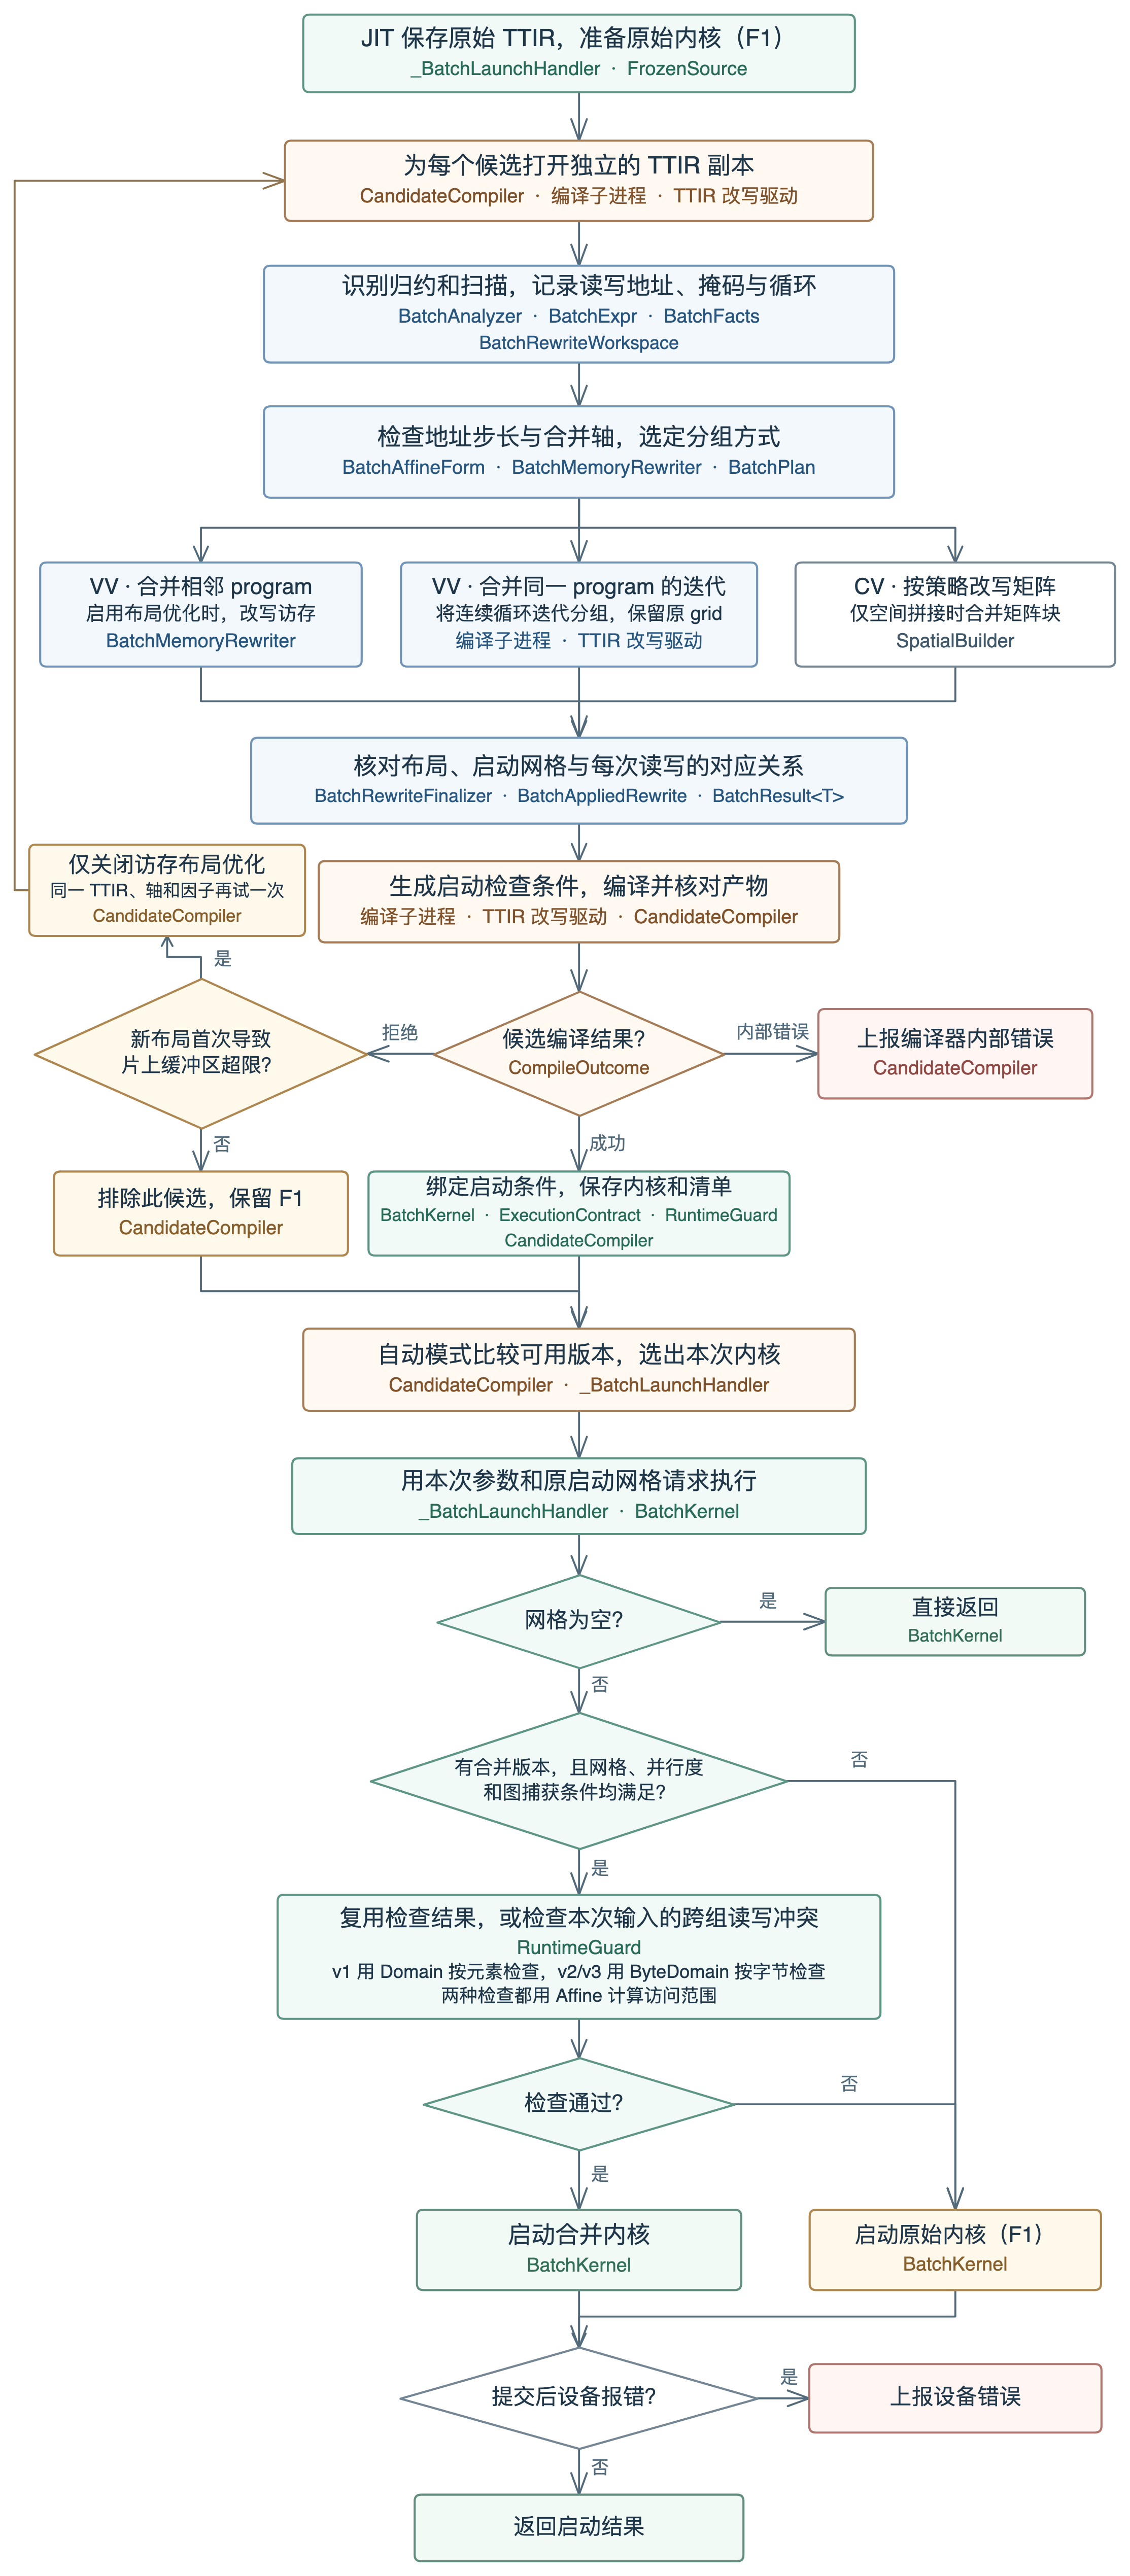 JIT 保存原始 TTIR，准备原始内核（F1）
_BatchLaunchHandler · FrozenSource
为每个候选打开独立的 TTIR 副本
CandidateCompiler · 编译子进程 · TTIR 改写驱动
识别归约和扫描，记录读写地址、掩码与循环
BatchAnalyzer · BatchExpr · BatchFacts
BatchRewriteWorkspace
检查地址步长与合并轴，选定分组方式
BatchAffineForm · BatchMemoryRewriter · BatchPlan
VV · 合并相邻 program
启用布局优化时，改写访存
BatchMemoryRewriter
VV · 合并同一 program 的迭代
将连续循环迭代分组，保留原 grid
编译子进程 · TTIR 改写驱动
CV · 按策略改写矩阵
仅空间拼接时合并矩阵块
SpatialBuilder
核对布局、启动网格与每次读写的对应关系
BatchRewriteFinalizer · BatchAppliedRewrite · BatchResult<T>
仅关闭访存布局优化
同一 TTIR、轴和因子再试一次
CandidateCompiler
生成启动检查条件，编译并核对产物
编译子进程 · TTIR 改写驱动 · CandidateCompiler
是
新布局首次导致
片上缓冲区超限？
拒绝
候选编译结果？
CompileOutcome
内部错误
上报编译器内部错误
CandidateCompiler
否
成功
排除此候选，保留 F1
CandidateCompiler
绑定启动条件，保存内核和清单
BatchKernel · ExecutionContract · RuntimeGuard
CandidateCompiler
自动模式比较可用版本，选出本次内核
CandidateCompiler · _BatchLaunchHandler
用本次参数和原启动网格请求执行
_BatchLaunchHandler · BatchKernel
网格为空？
是
直接返回
BatchKernel
否
有合并版本，且网格、并行度
和图捕获条件均满足？
否
是
复用检查结果，或检查本次输入的跨组读写冲突
RuntimeGuard
v1 用 Domain 按元素检查，v2/v3 用 ByteDomain 按字节检查
两种检查都用 Affine 计算访问范围
检查通过？
否
是
启动合并内核
BatchKernel
启动原始内核（F1）
BatchKernel
提交后设备报错？
是
上报设备错误
否
返回启动结果